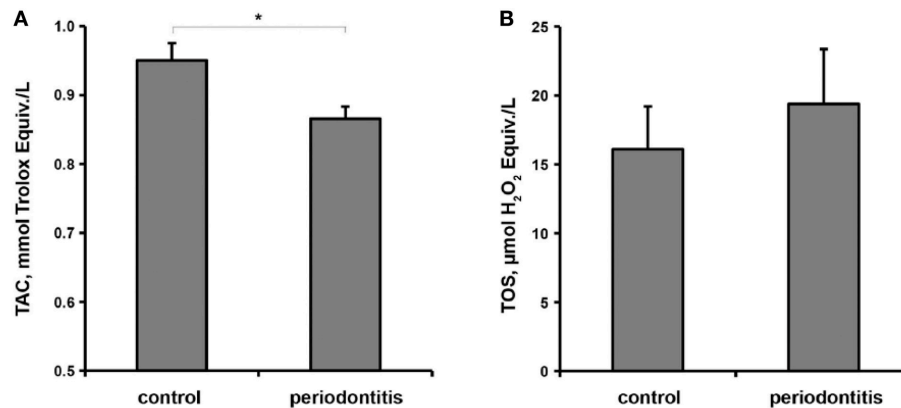 A
*
TAC, mmol Trolox Equiv./L
1.0
0.9
0.8
0.7
0.6
0.5
control
periodontitis
B
TOS, µmol H₂O₂ Equiv./L
25
20
15
10
5
0
control
periodontitis